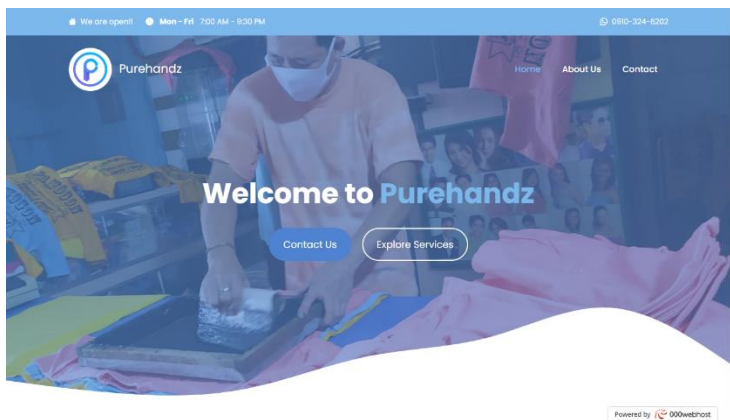 We are open!!
Mon - Fri 7:00 AM - 9:30 PM
0910-324-6202
P
Purehandz
Home
About Us
Contact
Welcome to Purehandz
Contact Us
Explore Services
Powered by 000webhost